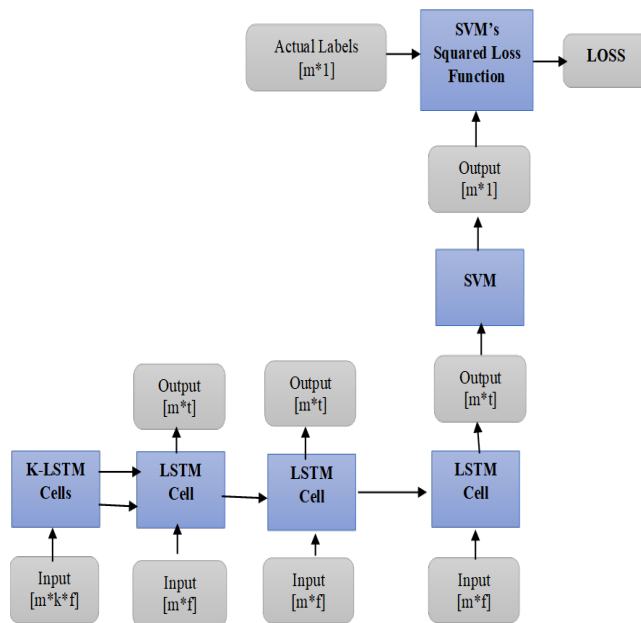 SVM's
Squared Loss
Function
Actual Labels
[m*1]
LOSS
Output
[m*1]
SVM
Output
[m*t]
Output
[m*t]
Output
[m*t]
K-LSTM
Cells
LSTM
Cell
LSTM
Cell
LSTM
Cell
Input
[m*k*f]
Input
[m*f]
Input
[m*f]
Input
[m*f]